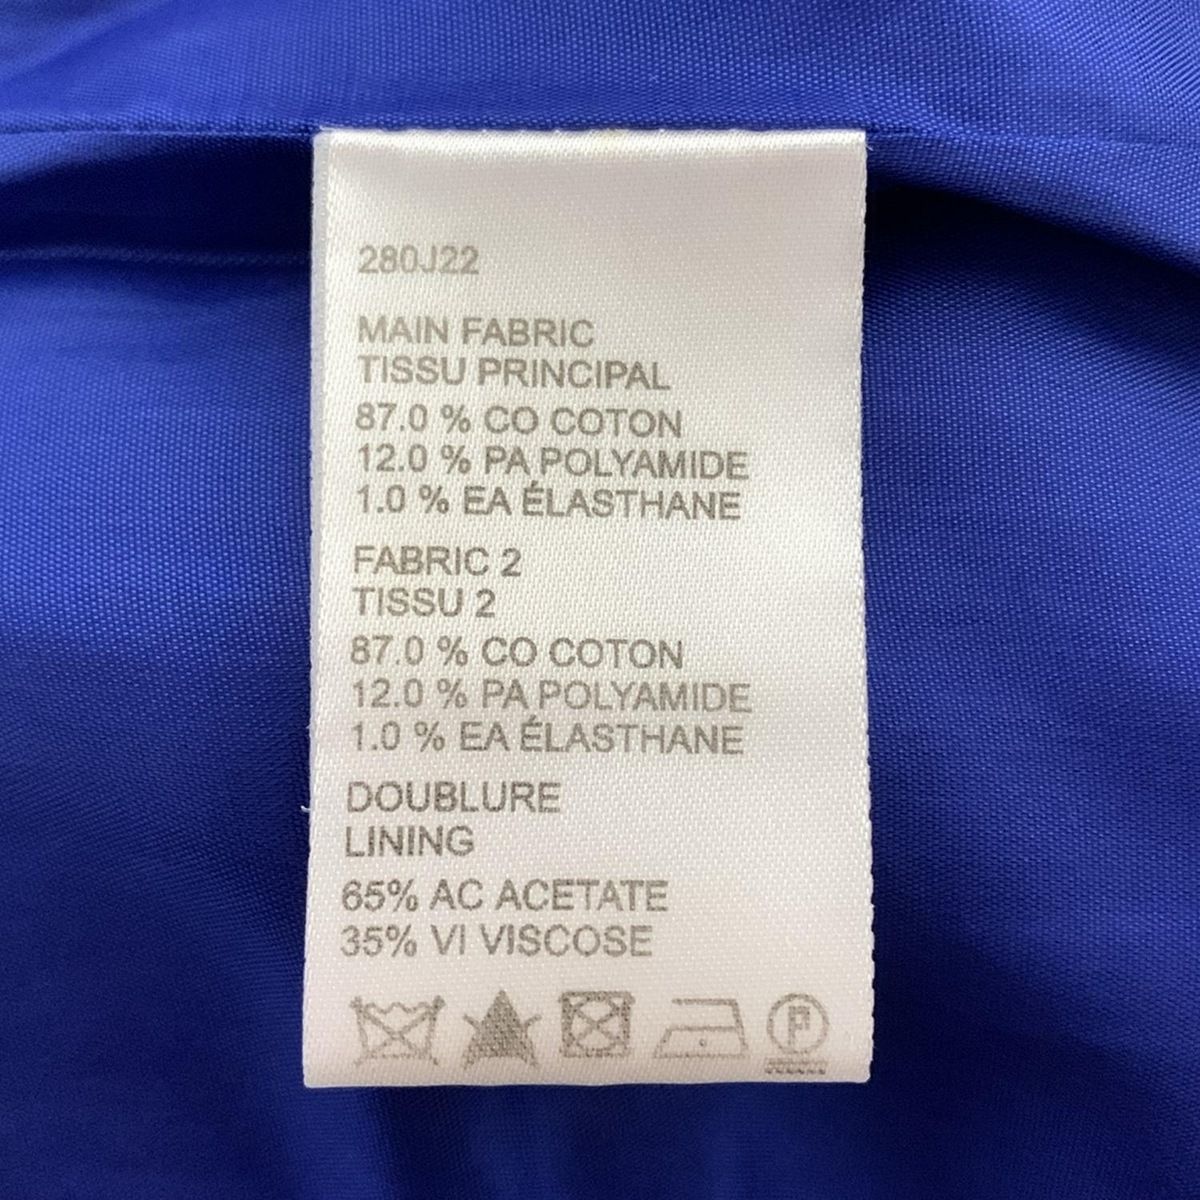 280J22
MAIN FABRIC
TISSU PRINCIPAL
87.0 % CO COTON
12.0 % PA POLYAMIDE
1.0 % EA ÉLASTHANE
FABRIC 2
TISSU 2
87.0 % CO COTON
12.0 % PA POLYAMIDE
1.0 % EA ÉLASTHANE
DOUBLURE
LINING
65% AC ACETATE
35% VI VISCOSE
P